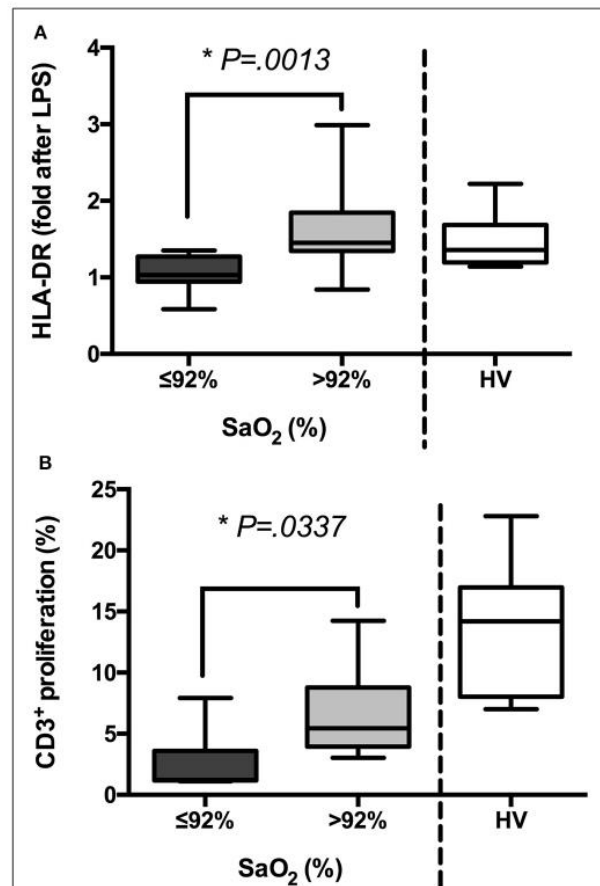 A
HLA-DR (fold after LPS)
4
3
2
1
0
* P=.0013
≤92%
>92%
HV
SaO₂ (%)
B
CD3⁺ proliferation (%)
25
20
15
10
5
0
* P=.0337
≤92%
>92%
HV
SaO₂ (%)